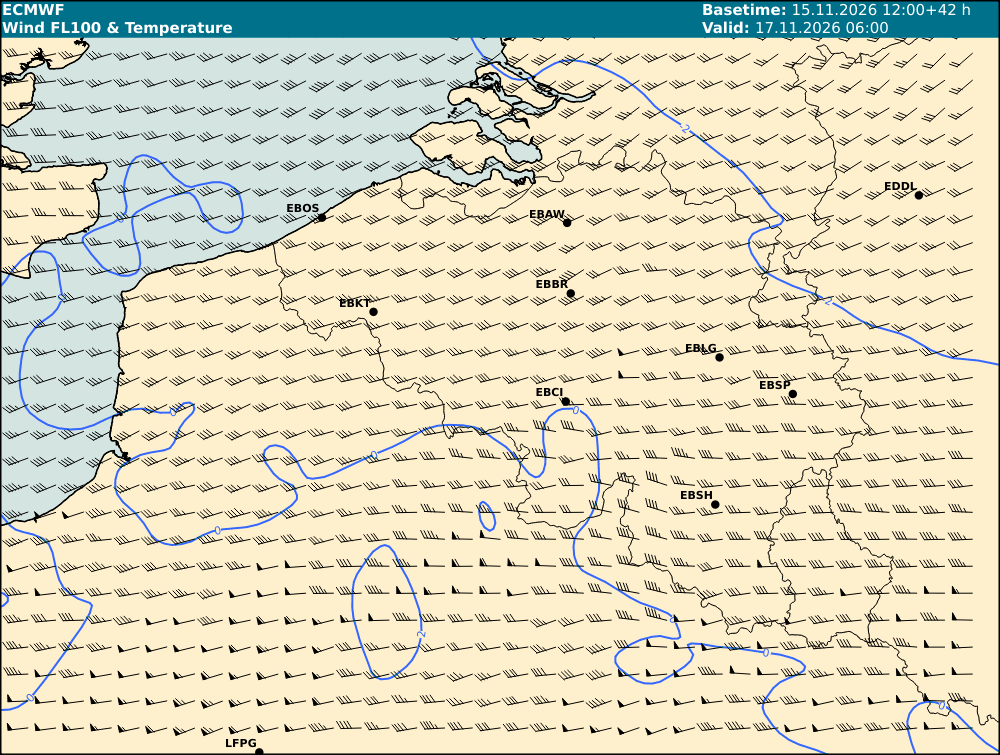 ECMWF
Basetime: 15.11.2026 12:00+42 h
Wind FL100 & Temperature
Valid: 17.11.2026 06:00
EDDL
EBOS
EBAW
EBBR
EBKT
EBLG
EBSP
EBCI
EBSH
LFPG